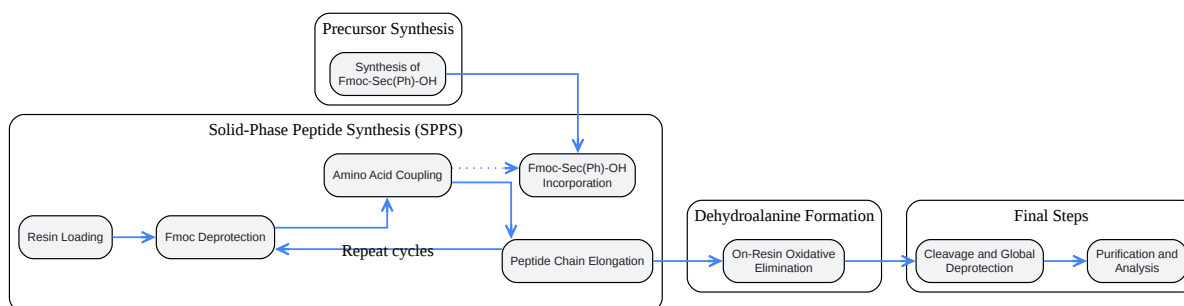 Precursor Synthesis
Synthesis of
Fmoc-Sec(Ph)-OH
Solid-Phase Peptide Synthesis (SPPS)
Amino Acid Coupling
Fmoc-Sec(Ph)-OH
Incorporation
Resin Loading
Fmoc Deprotection
Repeat cycles
Peptide Chain Elongation
Dehydroalanine Formation
On-Resin Oxidative
Elimination
Final Steps
Cleavage and Global
Deprotection
Purification and
Analysis